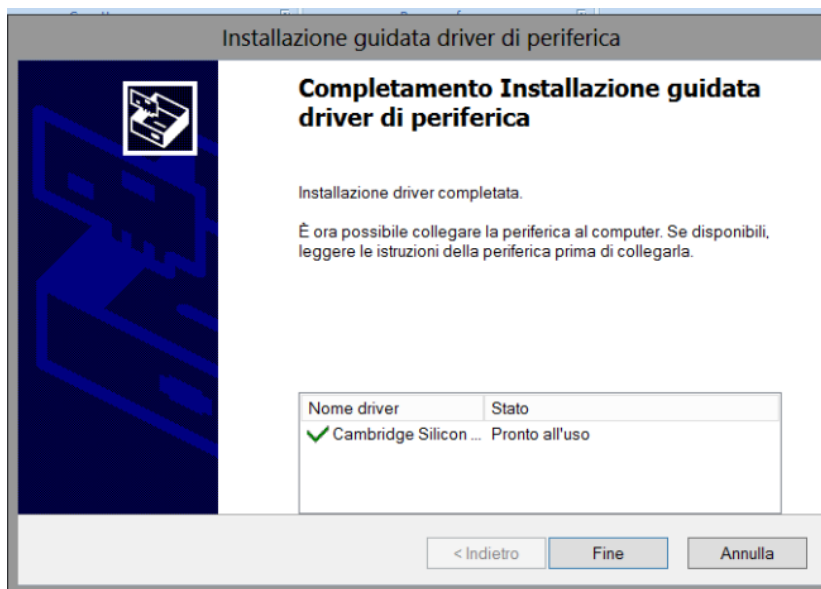 Installazione guidata driver di periferica
Completamento Installazione guidata
driver di periferica
Installazione driver completata.
È ora possibile collegare la periferica al computer. Se disponibili,
leggere le istruzioni della periferica prima di collegarla.
Nome driver Stato
Cambridge Silicon ... Pronto all'uso
< Indietro Fine Annulla